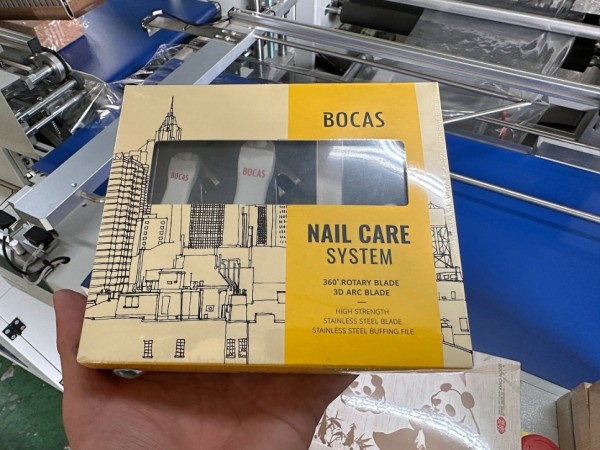 BOCAS
BOCAS
BOCAS
NAIL CARE
SYSTEM
360° ROTARY BLADE
3D ARC BLADE
HIGH STRENGTH
STAINLESS STEEL BLADE
STAINLESS STEEL BUFFING FILE